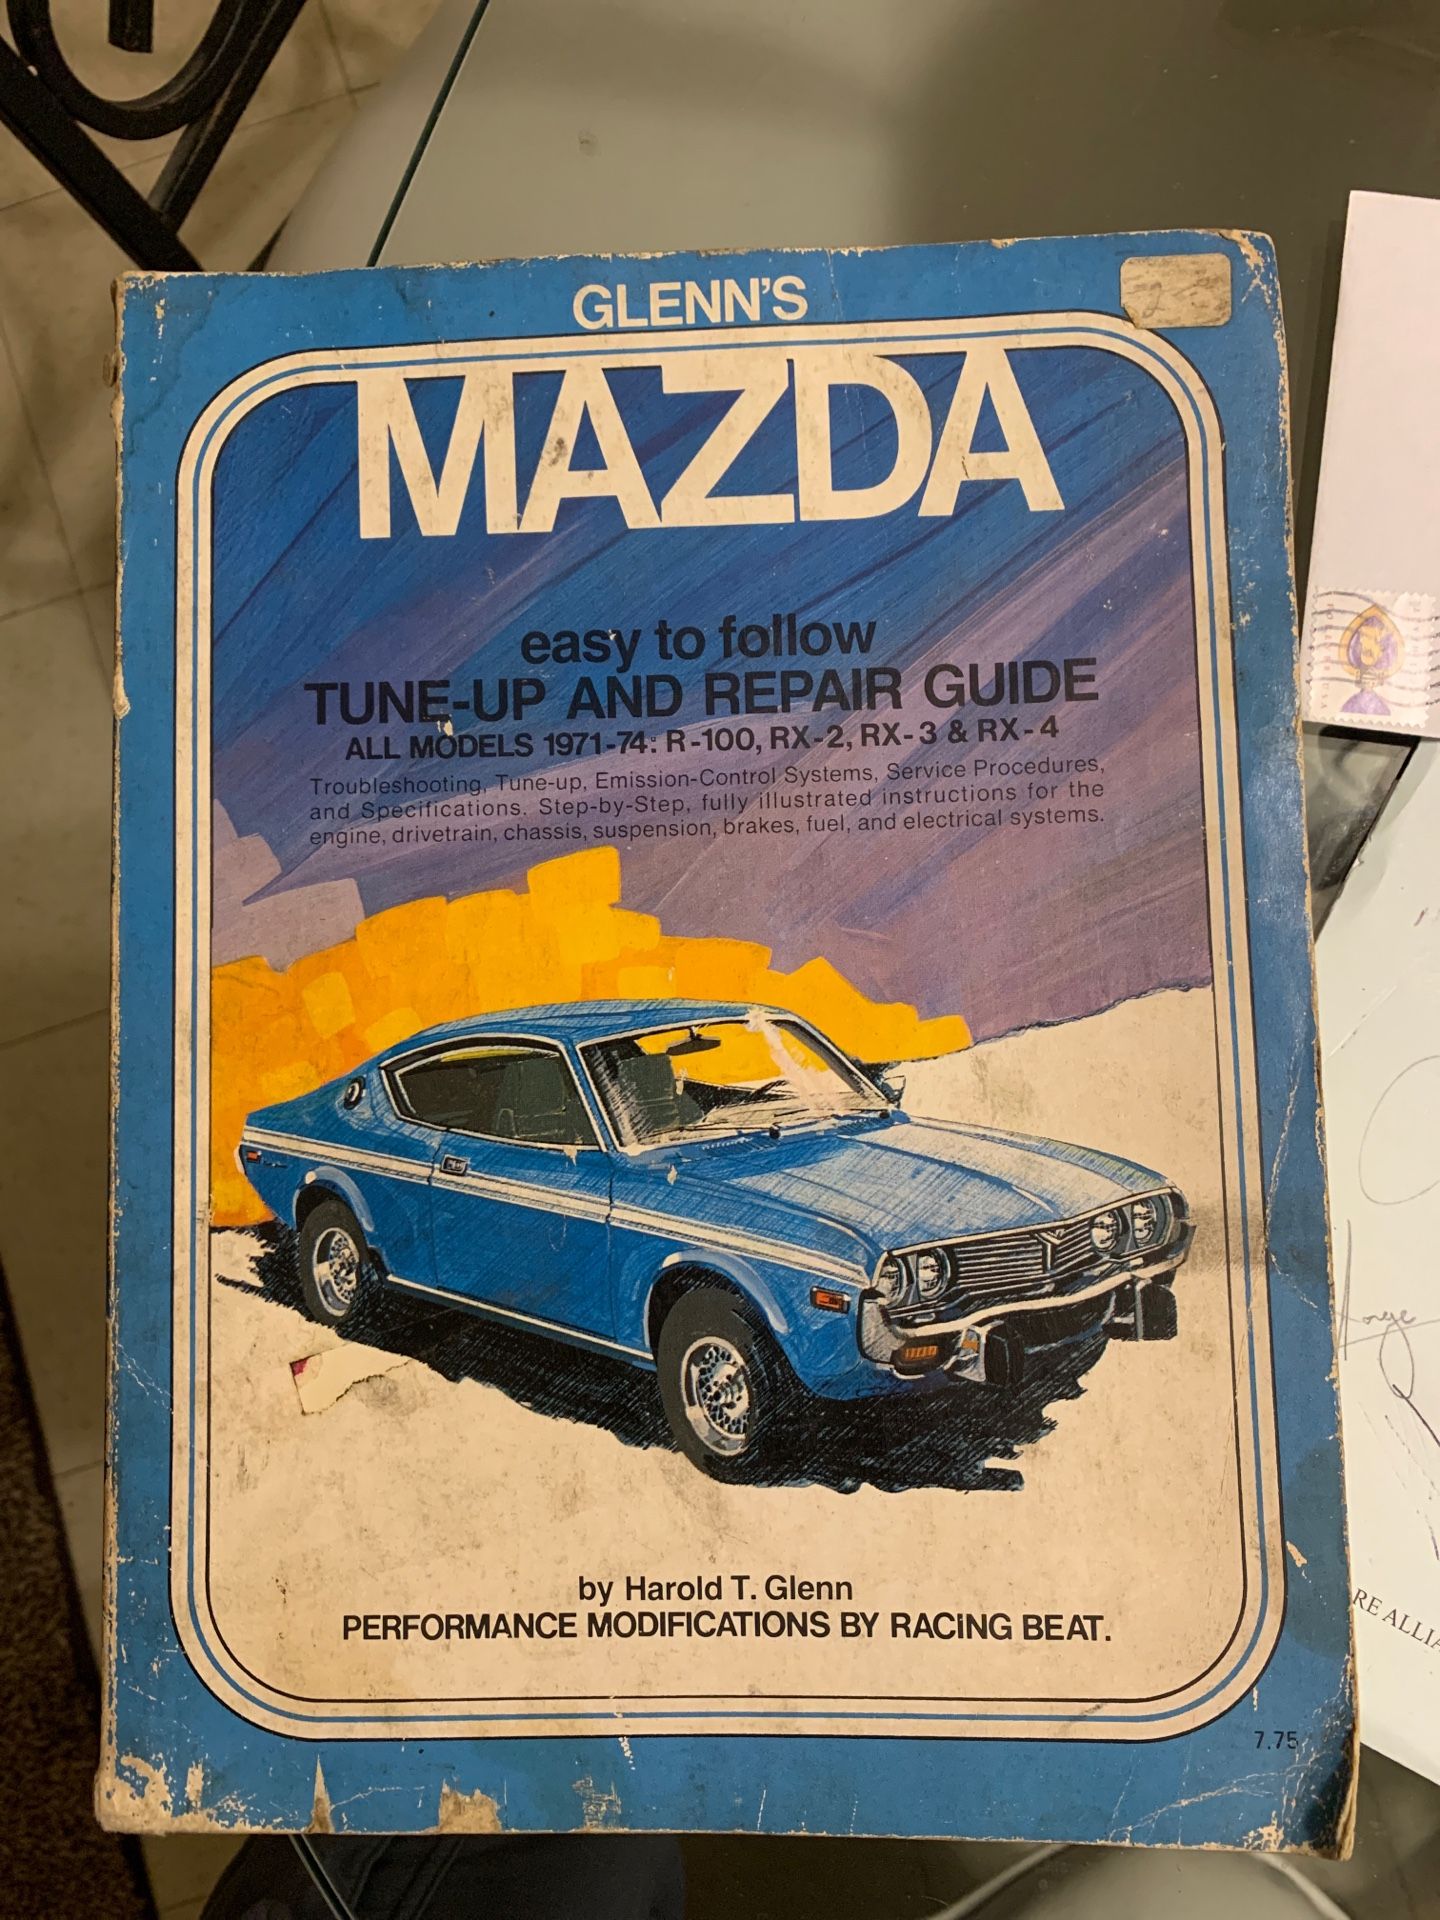 GLENN'S
MAZDA
easy to follow
TUNE-UP AND REPAIR GUIDE
ALL MODELS 1971-74: R-100, RX-2, RX-3 & RX-4
Troubleshooting, Tune-up, Emission-Control Systems, Service Procedures,
and Specifications. Step-by-Step, fully illustrated instructions for the
engine, drivetrain, chassis, suspension, brakes, fuel, and electrical systems.
by Harold T. Glenn
PERFORMANCE MODIFICATIONS BY RACING BEAT.
7.75
RE ALLIA